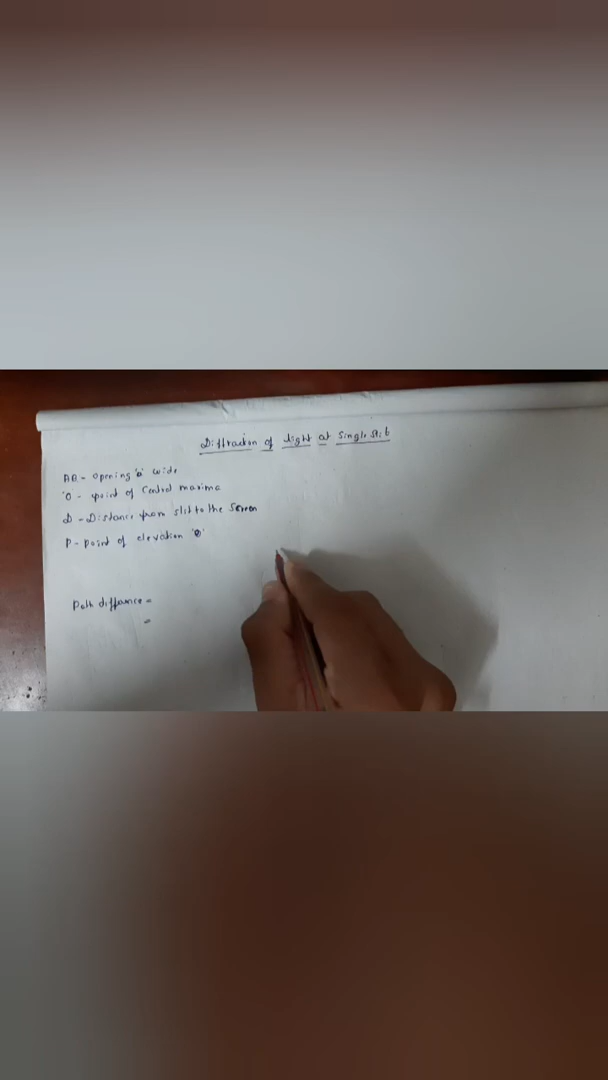 Diffraction of light at single slit
AB - opening 'a' wide
'O' - point of Central maxima
D - Distance from slit to the Screen
P - point of elevation 'θ'
Path diffarence =
=